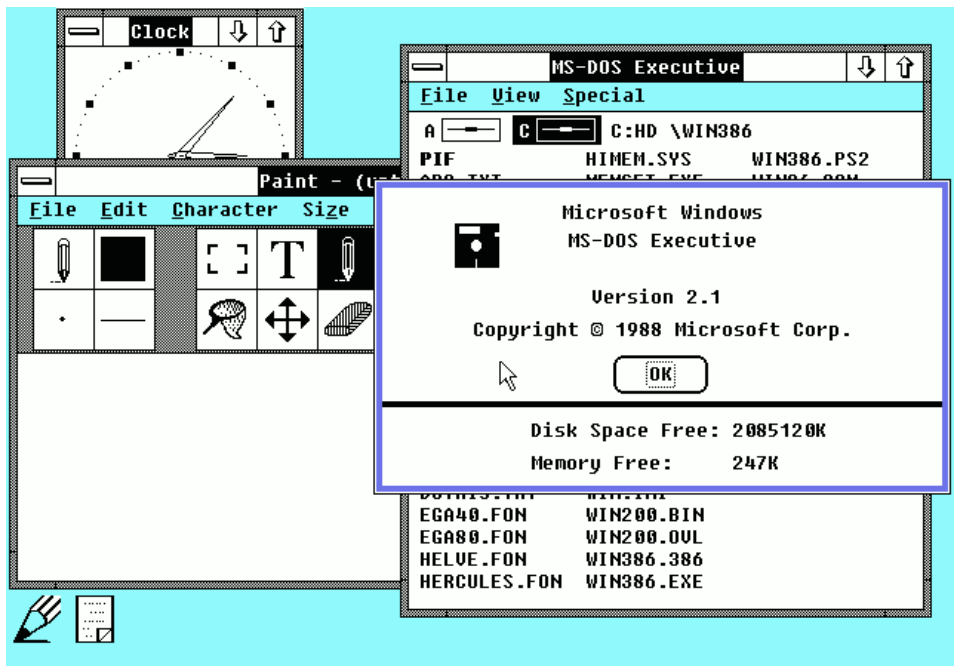 Clock
MS-DOS Executive
File View Special
A C C:HD \WIN386
PIF HIMEM.SYS WIN386.PS2
Paint - (
File Edit Character Size
T
Microsoft Windows
MS-DOS Executive
Version 2.1
Copyright © 1988 Microsoft Corp.
OK
Disk Space Free: 2085120K
Memory Free: 247K
EGA40.FON WIN200.BIN
EGA80.FON WIN200.OVL
HELVE.FON WIN386.386
HERCULES.FON WIN386.EXE